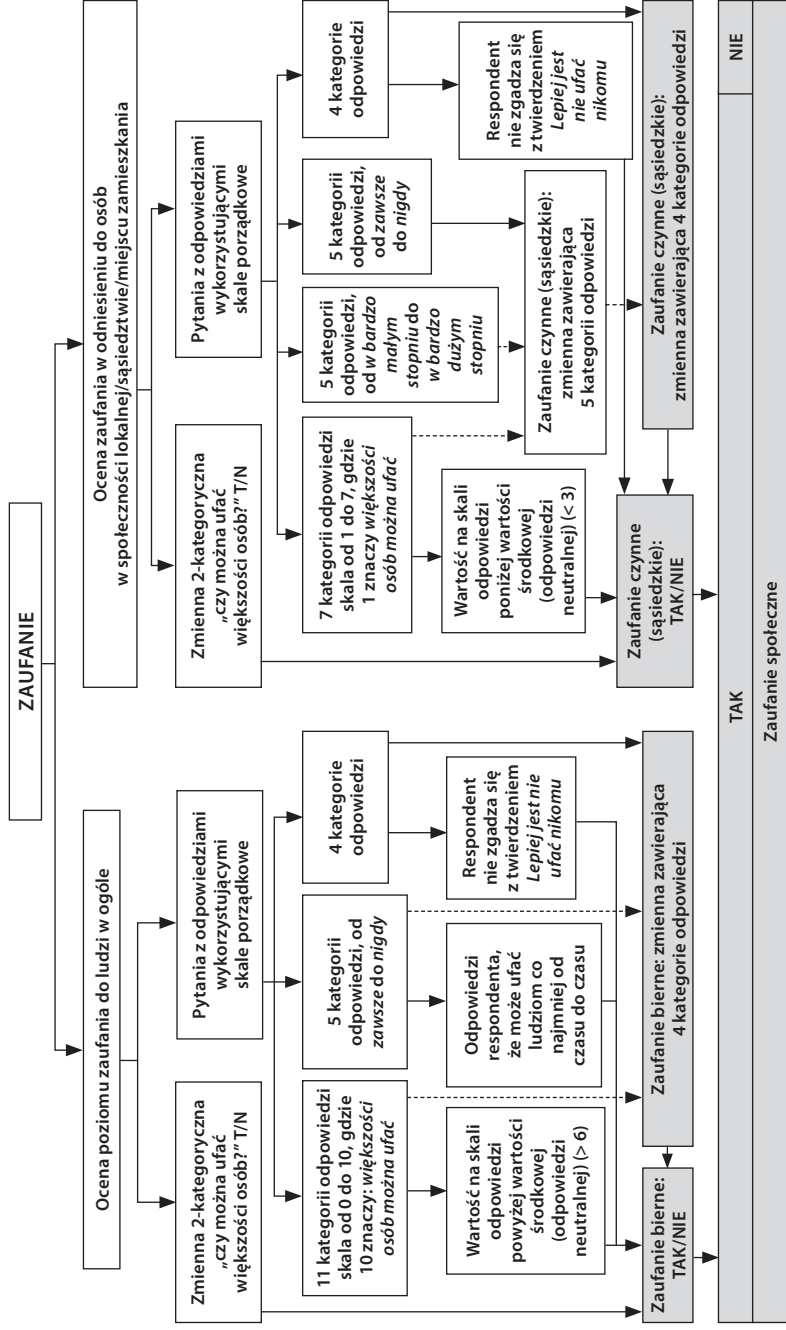 ZAUFANIE
Ocena poziomu zaufania do ludzi w ogóle
Zmienna 2-kategoryczna
„czy można ufać
większości osób?” T/N
Pytania z odpowiedziami
wykorzystującymi
skale porządkowe
11 kategorii odpowiedzi
skala od 0 do 10, gdzie
10 znaczy: większości
osób można ufać
5 kategorii
odpowiedzi, od
zawsze do nigdy
4 kategorie
odpowiedzi
Wartość na skali
odpowiedzi
powyżej wartości
środkowej
(odpowiedzi
neutralnej) (> 6)
Odpowiedzi
respondenta,
że może ufać
ludziom co
najmniej od
czasu do czasu
Respondent
nie zgadza się
z twierdzeniem
Lepiej jest nie
ufać nikomu
Zaufanie bierne:
TAK/NIE
Zaufanie bierne: zmienna zawierająca
4 kategorie odpowiedzi
Ocena zaufania w odniesieniu do osób
w społeczności lokalnej/sąsiedztwie/miejscu zamieszkania
Zmienna 2-kategoryczna
„czy można ufać
większości osób?” T/N
Pytania z odpowiedziami
wykorzystującymi
skale porządkowe
7 kategorii odpowiedzi
skala od 1 do 7, gdzie
1 znaczy większości
osób można ufać
5 kategorii
odpowiedzi,
od w bardzo
małym
stopniu do
w bardzo
dużym
stopniu
5 kategorii
odpowiedzi,
od zawsze
do nigdy
4 kategorie
odpowiedzi
Wartość na skali
odpowiedzi
poniżej wartości
środkowej
(odpowiedzi
neutralnej) (< 3)
Zaufanie czynne (sąsiedzkie):
zmienna zawierająca
5 kategorii odpowiedzi
Respondent
nie zgadza się
z twierdzeniem
Lepiej jest
nie ufać
nikomu
Zaufanie czynne
(sąsiedzkie):
TAK/NIE
Zaufanie czynne (sąsiedzkie):
zmienna zawierająca 4 kategorie odpowiedzi
TAK
NIE
Zaufanie społeczne